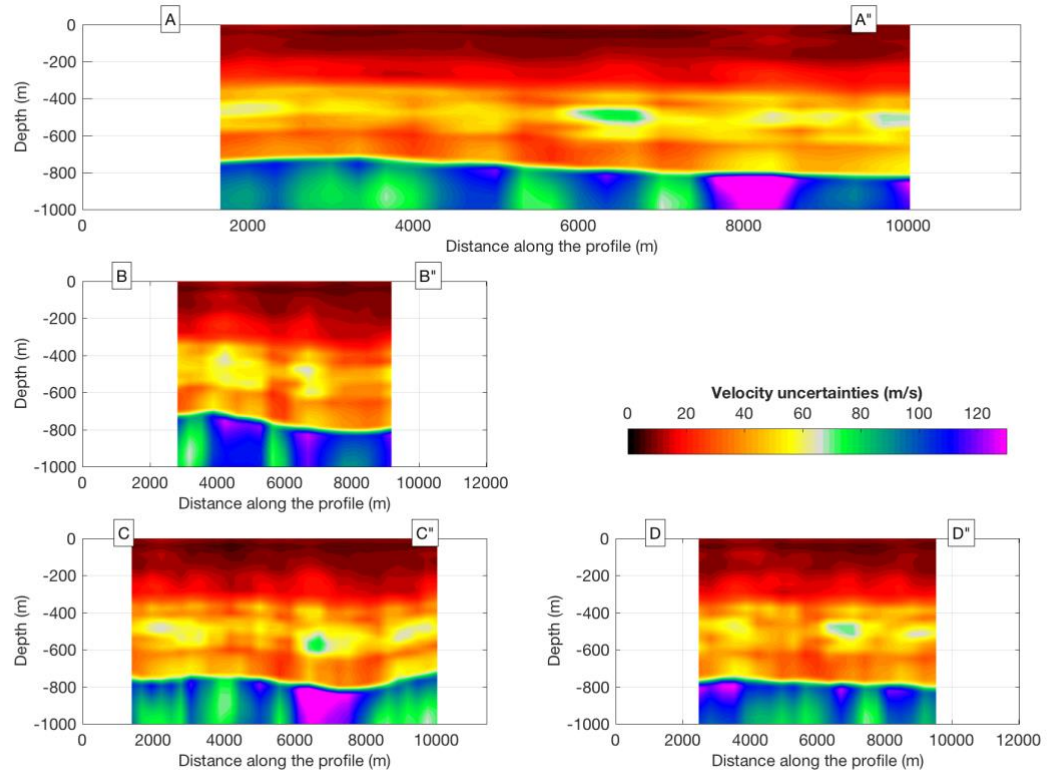 A A"
0
-200
-400
-600
-800
-1000
Depth (m)
0 2000 4000 6000 8000 10000
Distance along the profile (m)
B B"
0
-200
-400
-600
-800
-1000
Depth (m)
0 2000 4000 6000 8000 10000 12000
Distance along the profile (m)
Velocity uncertainties (m/s)
0 20 40 60 80 100 120
C C"
0
-200
-400
-600
-800
-1000
Depth (m)
0 2000 4000 6000 8000 10000
Distance along the profile (m)
D D"
0
-200
-400
-600
-800
-1000
Depth (m)
0 2000 4000 6000 8000 10000 12000
Distance along the profile (m)